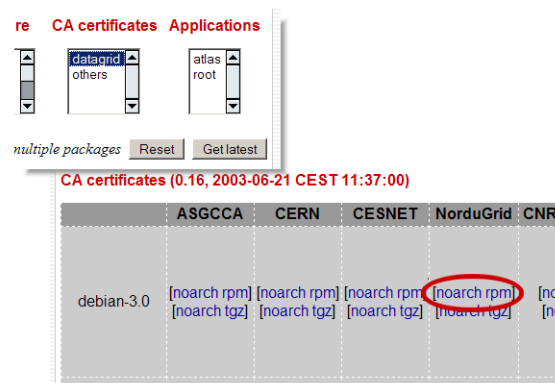 re CA certificates Applications
datagrid atlas
others root
multiple packages Reset Get latest
CA certificates (0.16, 2003-06-21 CEST 11:37:00)
ASGCCA CERN CESNET NorduGrid CNR
debian-3.0
[noarch rpm] [noarch rpm] [noarch rpm] [noarch rpm] [no
[noarch tgz] [noarch tgz] [noarch tgz] [noarch tgz] [n